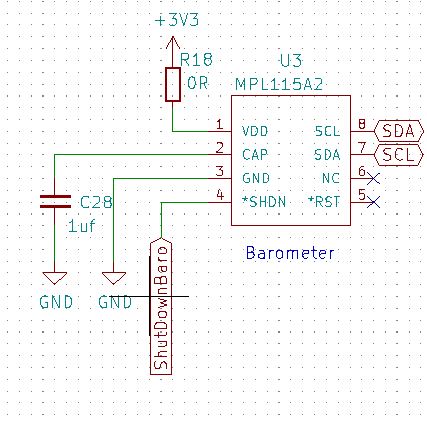 +3V3
R18
0R
U3
MPL115A2
1 VDD SCL 8 SDA
2 CAP SDA 7 SCL
3 GND NC 6
4 *SHDN *RST 5
C28
1uf
Barometer
GND GND
ShutDownBaro